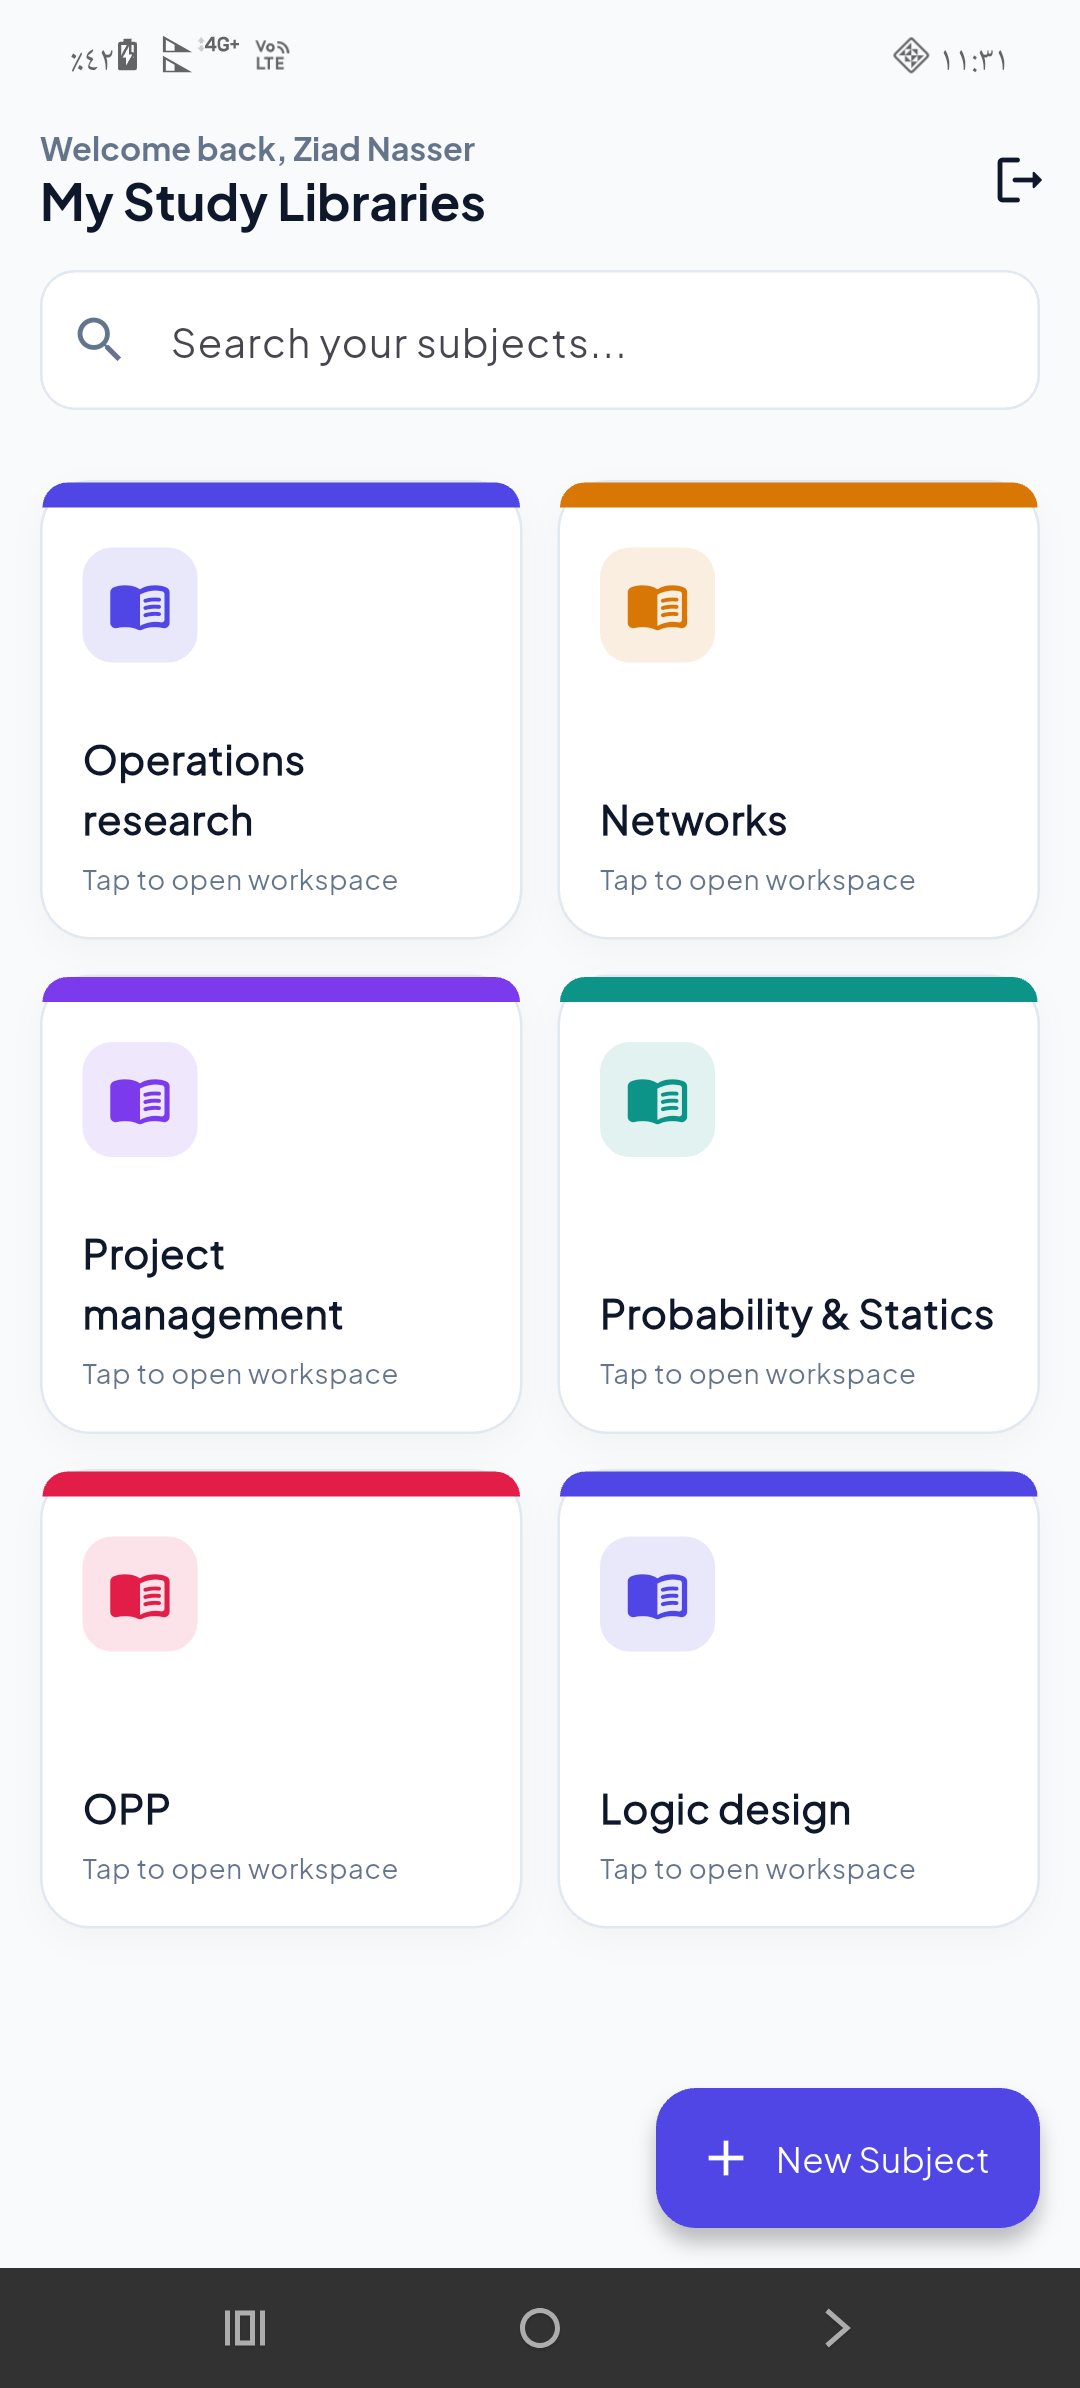 ٪٤٢
4G+
Vo LTE
١١:٣١
Welcome back, Ziad Nasser
My Study Libraries
Search your subjects...
Operations
research
Tap to open workspace
Networks
Tap to open workspace
Project
management
Tap to open workspace
Probability & Statics
Tap to open workspace
OPP
Tap to open workspace
Logic design
Tap to open workspace
New Subject